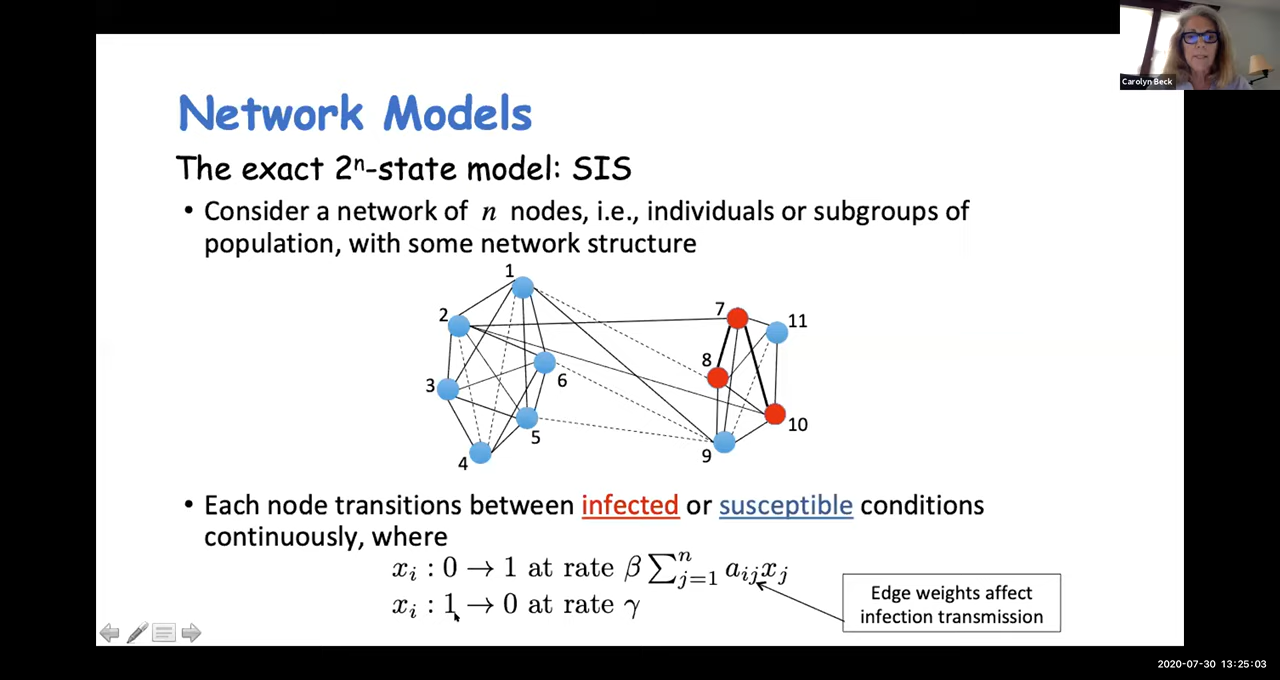 Carolyn Beck
Network Models
The exact 2ⁿ-state model: SIS
• Consider a network of n nodes, i.e., individuals or subgroups of
population, with some network structure
1
2
3
4
5
6
7
8
9
10
11
• Each node transitions between infected or susceptible conditions
continuously, where
xᵢ : 0 → 1 at rate β∑ⁿⱼ₌₁ aᵢⱼxⱼ
xᵢ : 1 → 0 at rate γ
Edge weights affect
infection transmission
2020-07-30 13:25:03